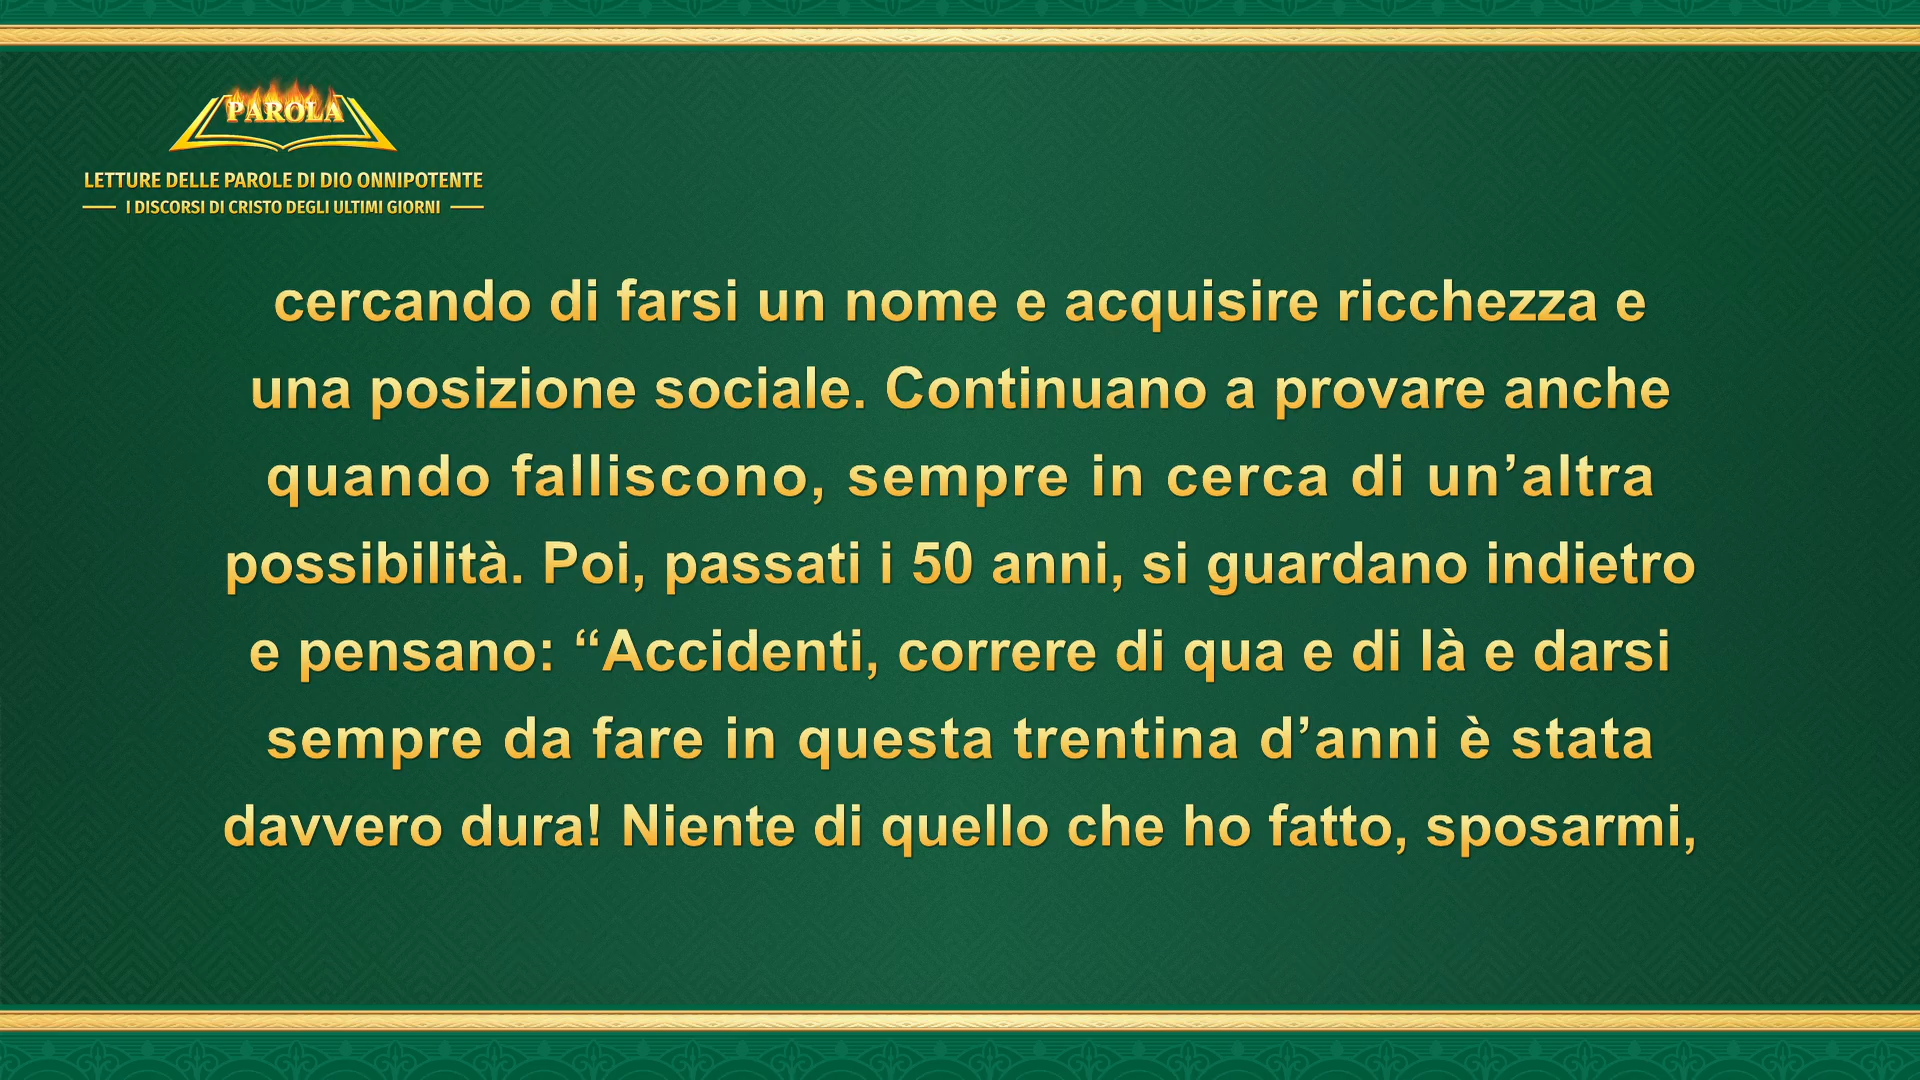 PAROLA
LETTURE DELLE PAROLE DI DIO ONNIPOTENTE
I DISCORSI DI CRISTO DEGLI ULTIMI GIORNI
cercando di farsi un nome e acquisire ricchezza e
una posizione sociale. Continuano a provare anche
quando falliscono, sempre in cerca di un’altra
possibilità. Poi, passati i 50 anni, si guardano indietro
e pensano: “Accidenti, correre di qua e di là e darsi
sempre da fare in questa trentina d’anni è stata
davvero dura! Niente di quello che ho fatto, sposarmi,